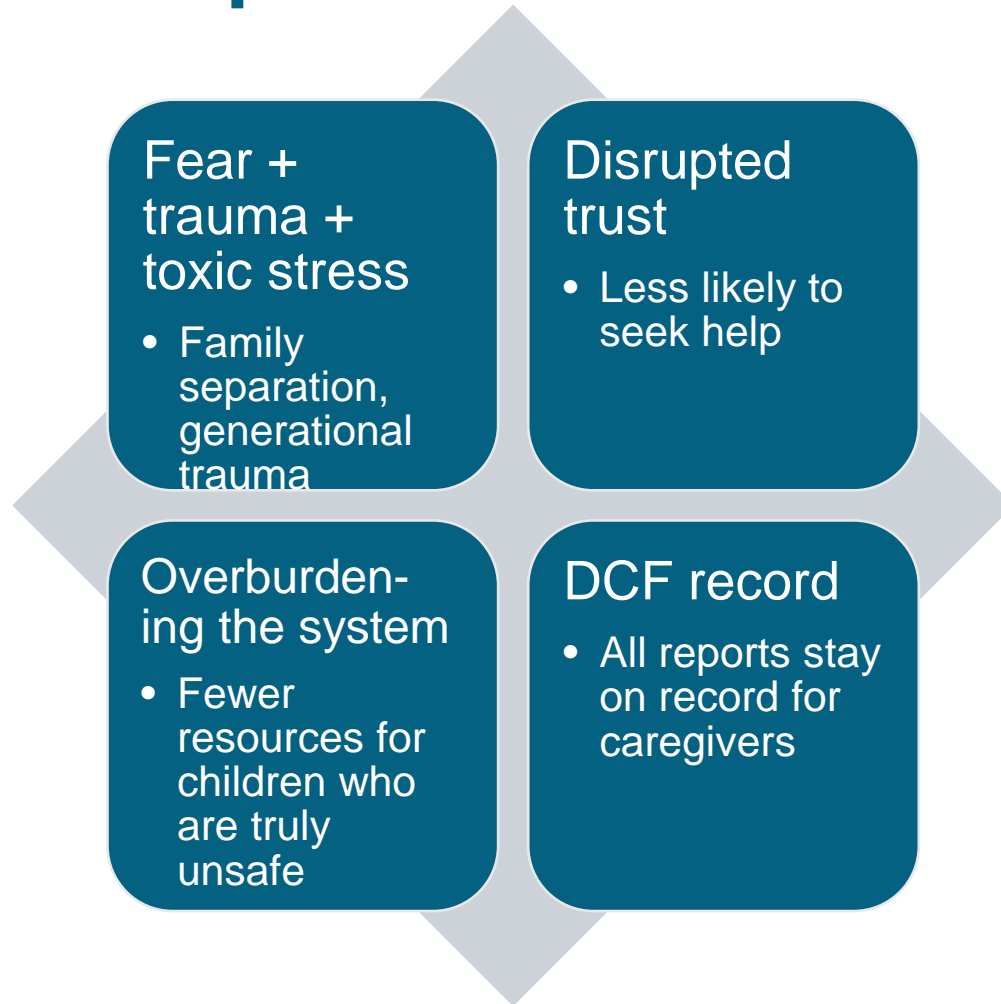 Fear +
trauma +
toxic stress
• Family
separation,
generational
trauma
Disrupted
trust
• Less likely to
seek help
Overburden-
ing the system
• Fewer
resources for
children who
are truly
unsafe
DCF record
• All reports stay
on record for
caregivers